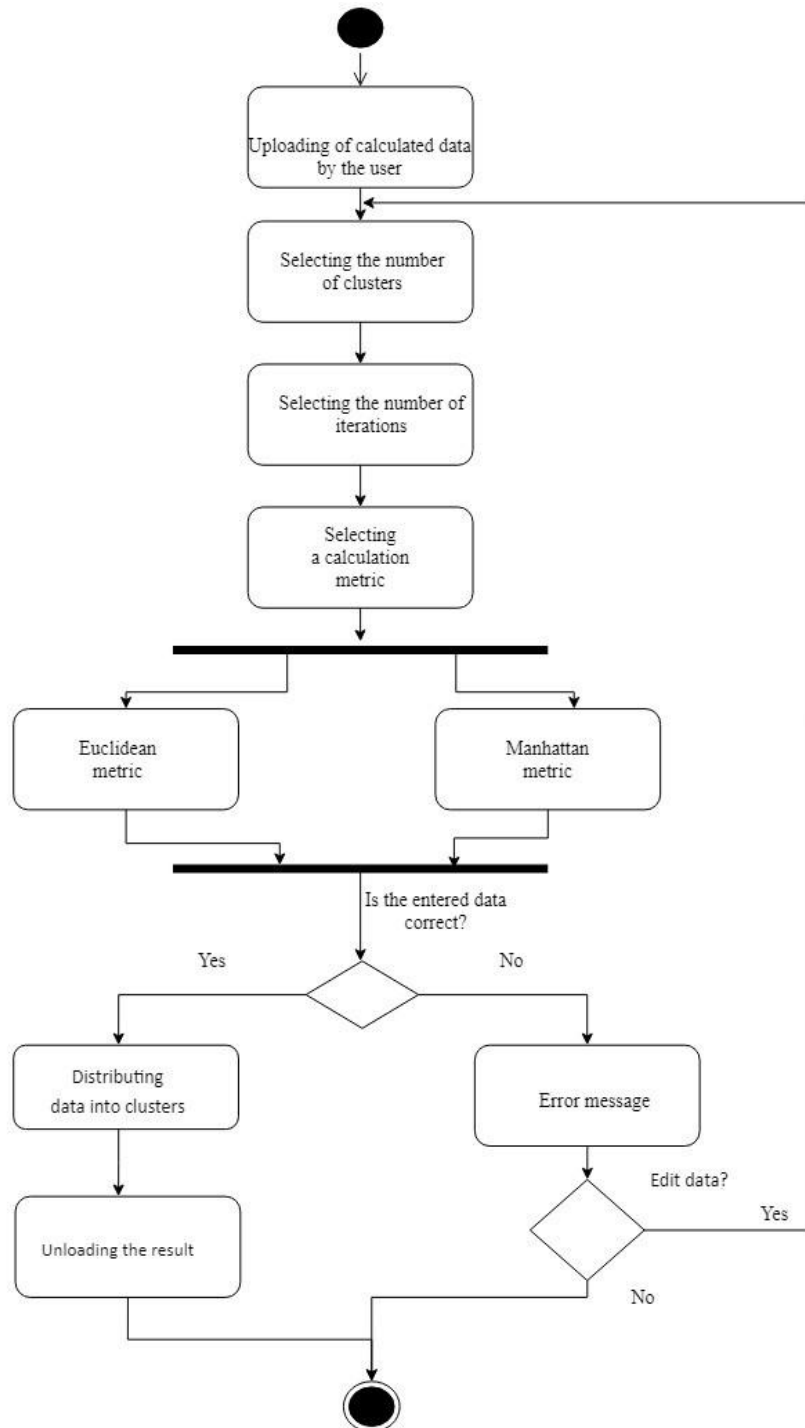 Uploading of calculated data
by the user
Selecting the number
of clusters
Selecting the number of
iterations
Selecting
a calculation
metric
Euclidean
metric
Manhattan
metric
Is the entered data
correct?
Yes
No
Distributing
data into clusters
Error message
Edit data?
Yes
Unloading the result
No